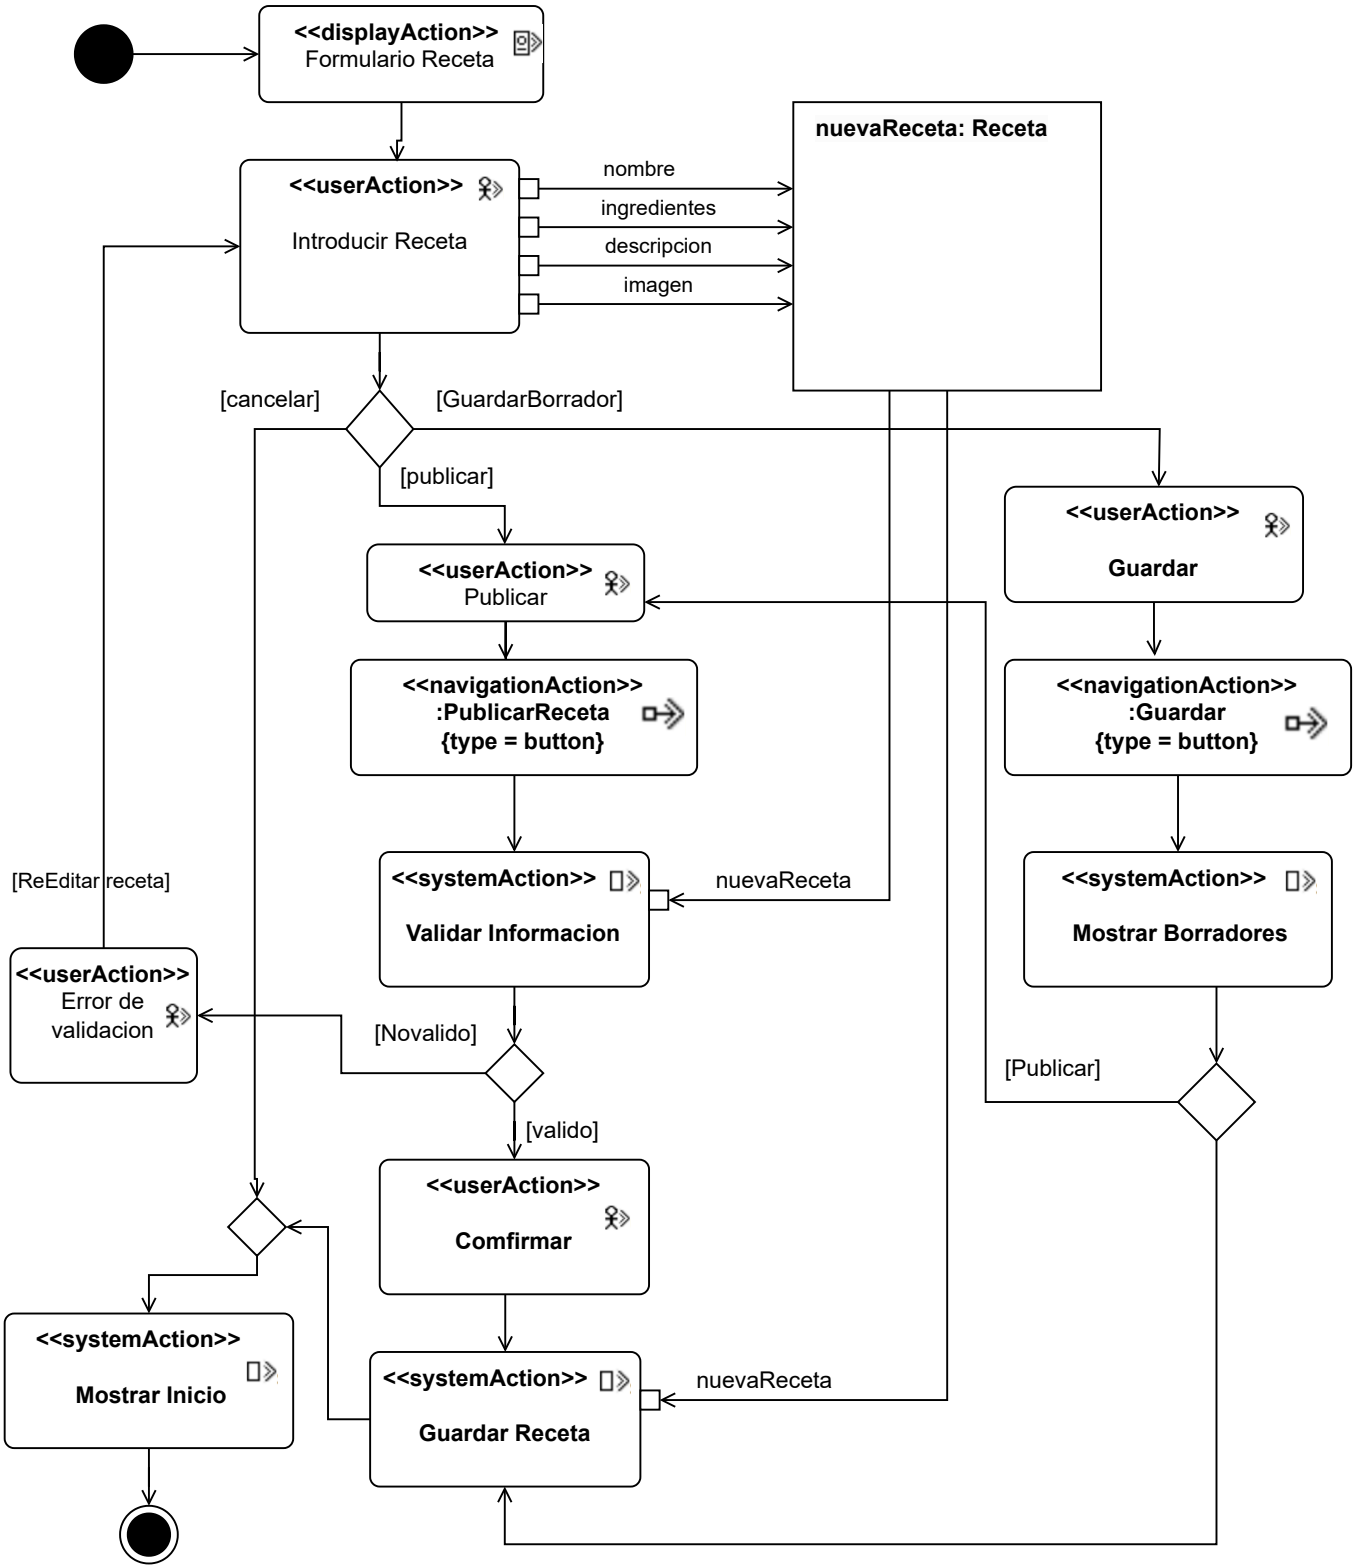 <<displayAction>>
Formulario Receta
nuevaReceta: Receta
<<userAction>>
Introducir Receta
nombre
ingredientes
descripcion
imagen
[cancelar]
[GuardarBorrador]
[publicar]
<<userAction>>
Guardar
<<userAction>>
Publicar
<<navigationAction>>
:PublicarReceta
{type = button}
<<navigationAction>>
:Guardar
{type = button}
<<systemAction>>
Validar Informacion
nuevaReceta
<<systemAction>>
Mostrar Borradores
[ReEditar receta]
<<userAction>>
Error de
validacion
[Novalido]
[Publicar]
[valido]
<<userAction>>
Comfirmar
<<systemAction>>
Mostrar Inicio
<<systemAction>>
Guardar Receta
nuevaReceta